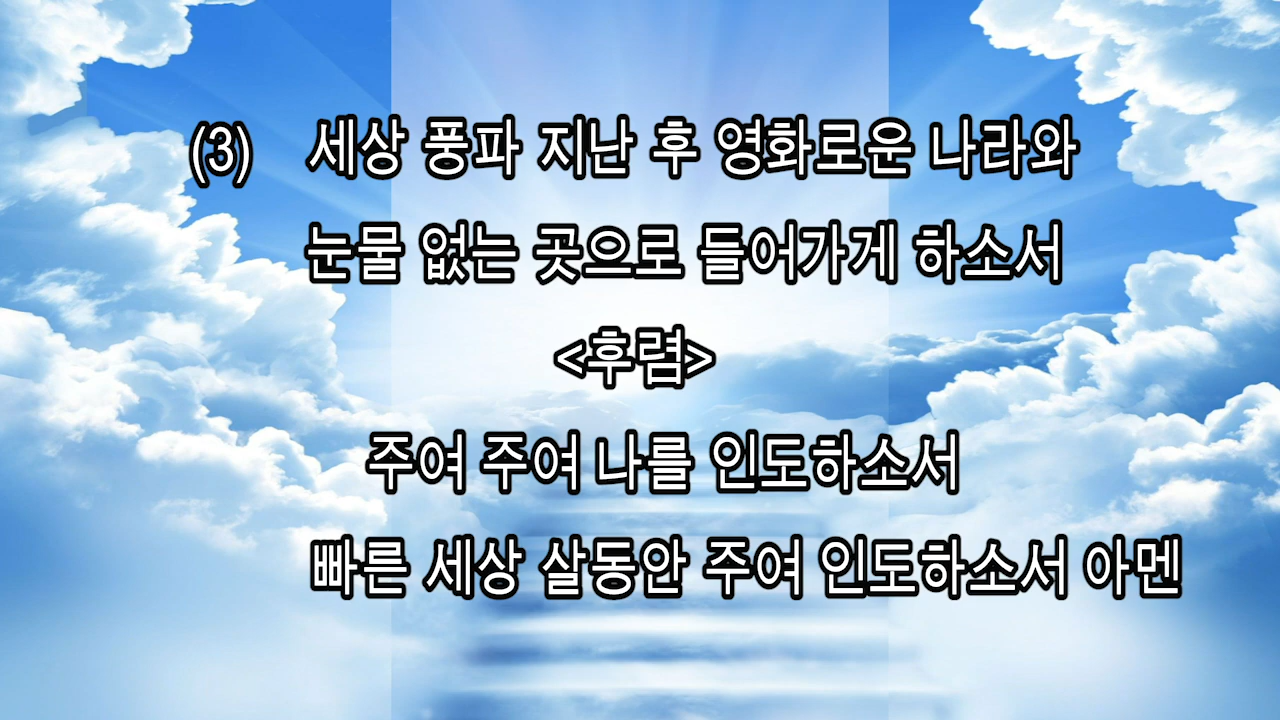 (3) 세상 풍파 지난 후 영화로운 나라와
눈물 없는 곳으로 들어가게 하소서
<후렴>
주여 주여 나를 인도하소서
빠른 세상 살동안 주여 인도하소서 아멘